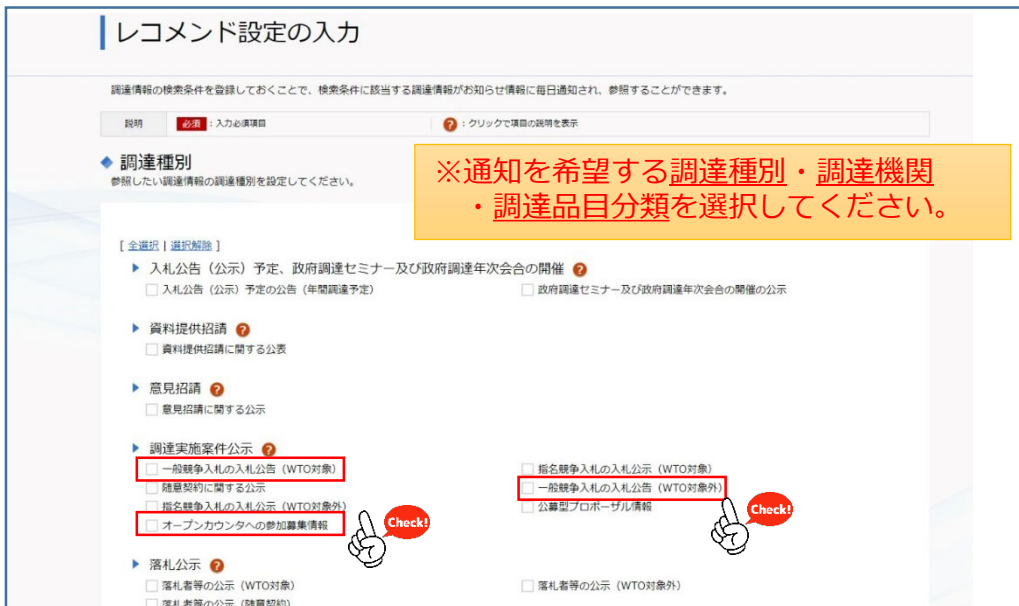 レコメンド設定の入力
調達情報の検索条件を登録しておくことで、検索条件に該当する調達情報がお知らせ情報に毎日通知され、参照することができます。
説明 必須 : 入力必須項目 ? : クリックで項目の説明を表示
調達種別
参照したい調達情報の調達種別を設定してください。
※通知を希望する調達種別・調達機関
・調達品目分類を選択してください。
[ 全選択 | 選択解除 ]
入札公告（公示）予定、政府調達セミナー及び政府調達年次会合の開催 ?
入札公告（公示）予定の公告（年間調達予定） 政府調達セミナー及び政府調達年次会合の開催の公示
資料提供招請 ?
資料提供招請に関する公表
意見招請 ?
意見招請に関する公示
調達実施案件公示 ?
一般競争入札の入札公告（WTO対象） 指名競争入札の入札公示（WTO対象）
随意契約に関する公示 一般競争入札の入札公告（WTO対象外）
指名競争入札の入札公示（WTO対象外） 公募型プロポーザル情報
オープンカウンタへの参加募集情報
Check!
Check!
落札公示 ?
落札者等の公示（WTO対象） 落札者等の公示（WTO対象外）
落札者等の公示（随意契約）